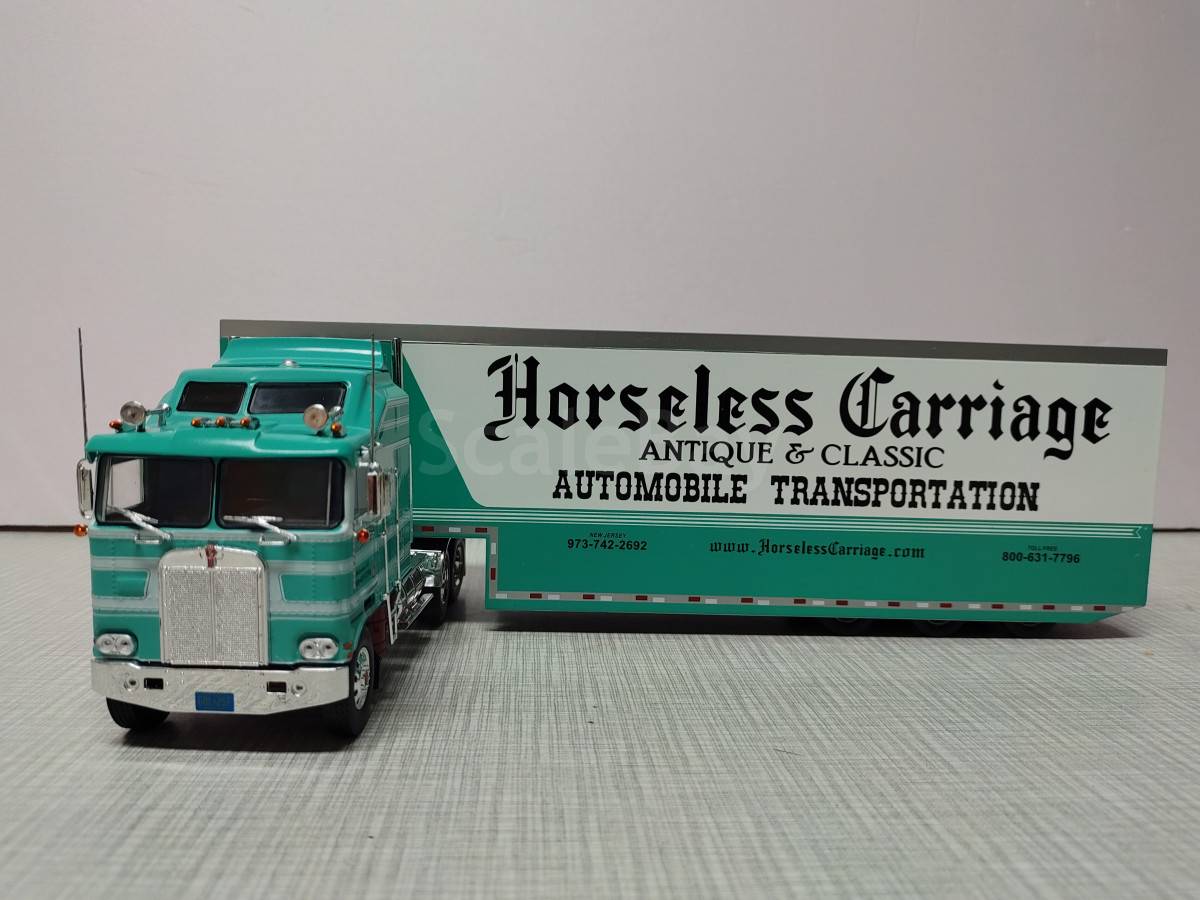 Horseless Carriage
ANTIQUE & CLASSIC
AUTOMOBILE TRANSPORTATION
NEW JERSEY
973-742-2692
www.HorselessCarriage.com
TOLL FREE
800-631-7796